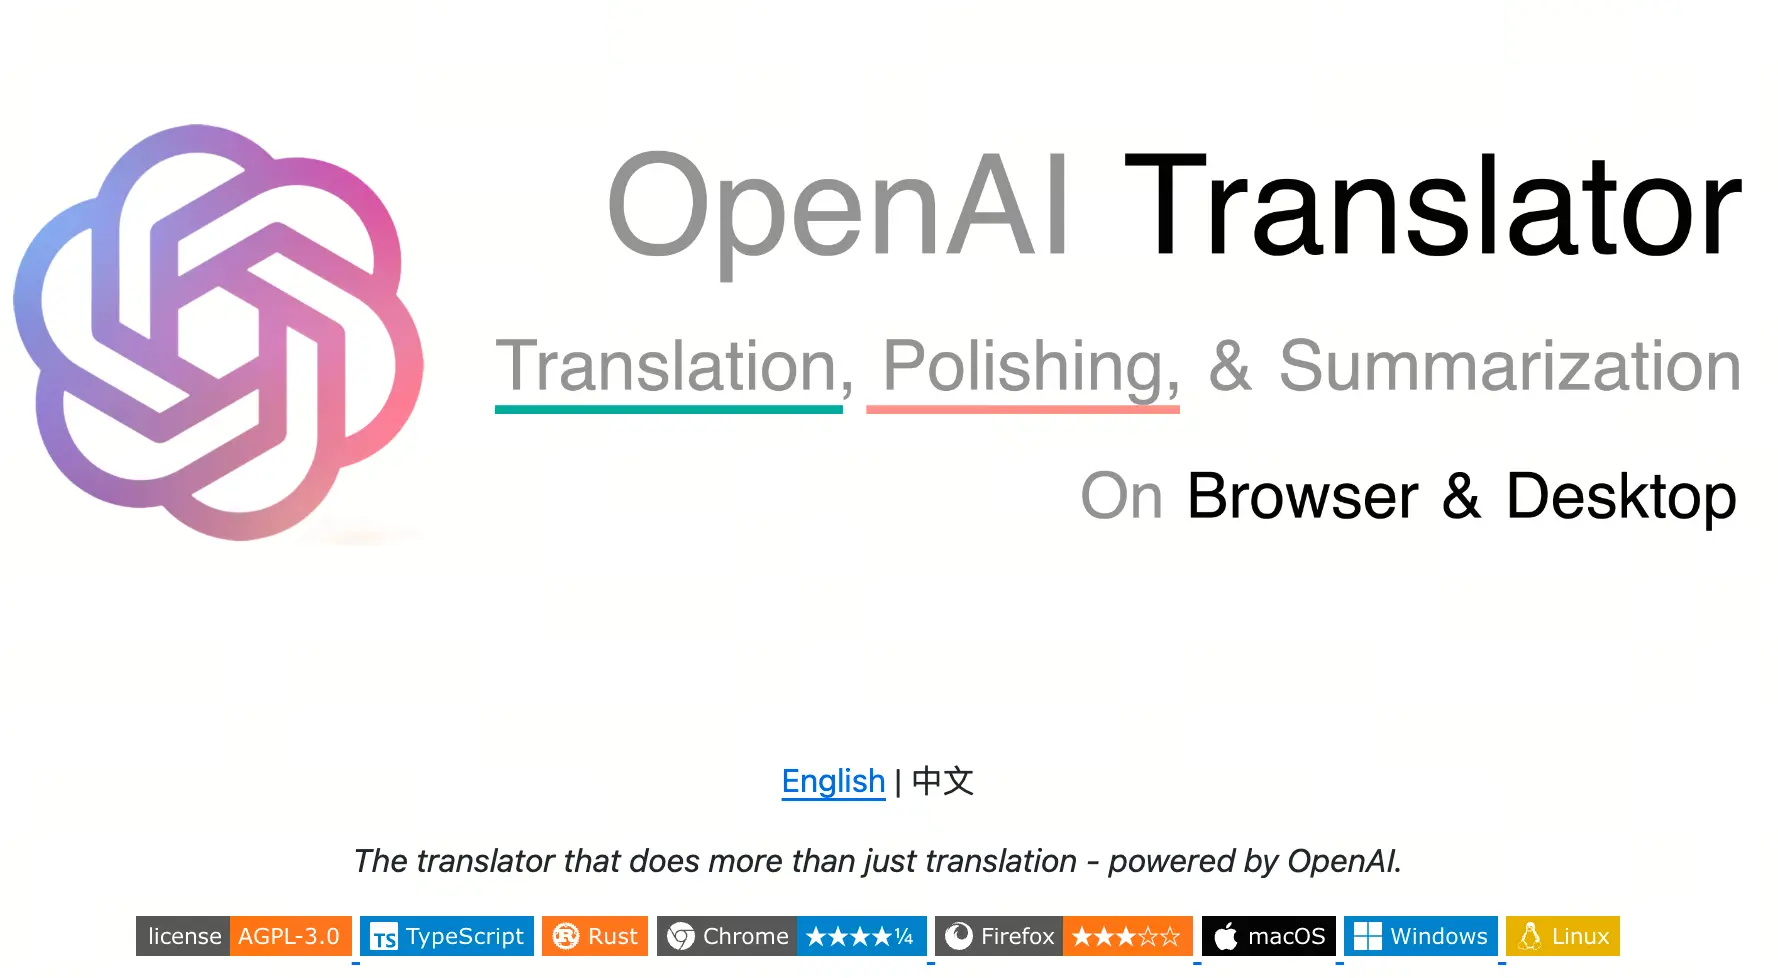 OpenAI Translator
Translation, Polishing, & Summarization
On Browser & Desktop
English | 中文
The translator that does more than just translation - powered by OpenAI.
license AGPL-3.0 TS TypeScript Rust Chrome ★★★★¼ Firefox ★★★☆☆ macOS Windows Linux